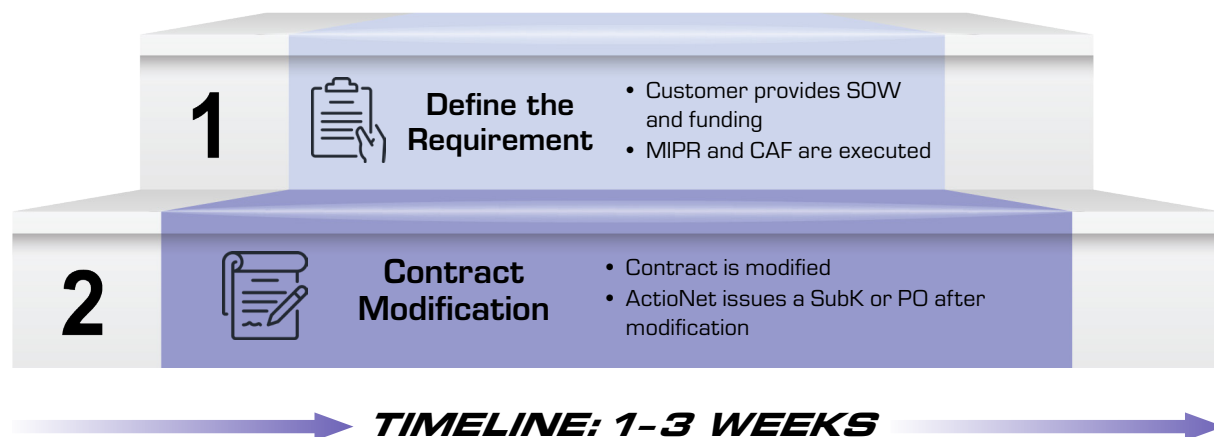 1
Define the
Requirement
• Customer provides SOW
and funding
• MIPR and CAF are executed
2
Contract
Modification
• Contract is modified
• ActioNet issues a SubK or PO after
modification
TIMELINE: 1-3 WEEKS